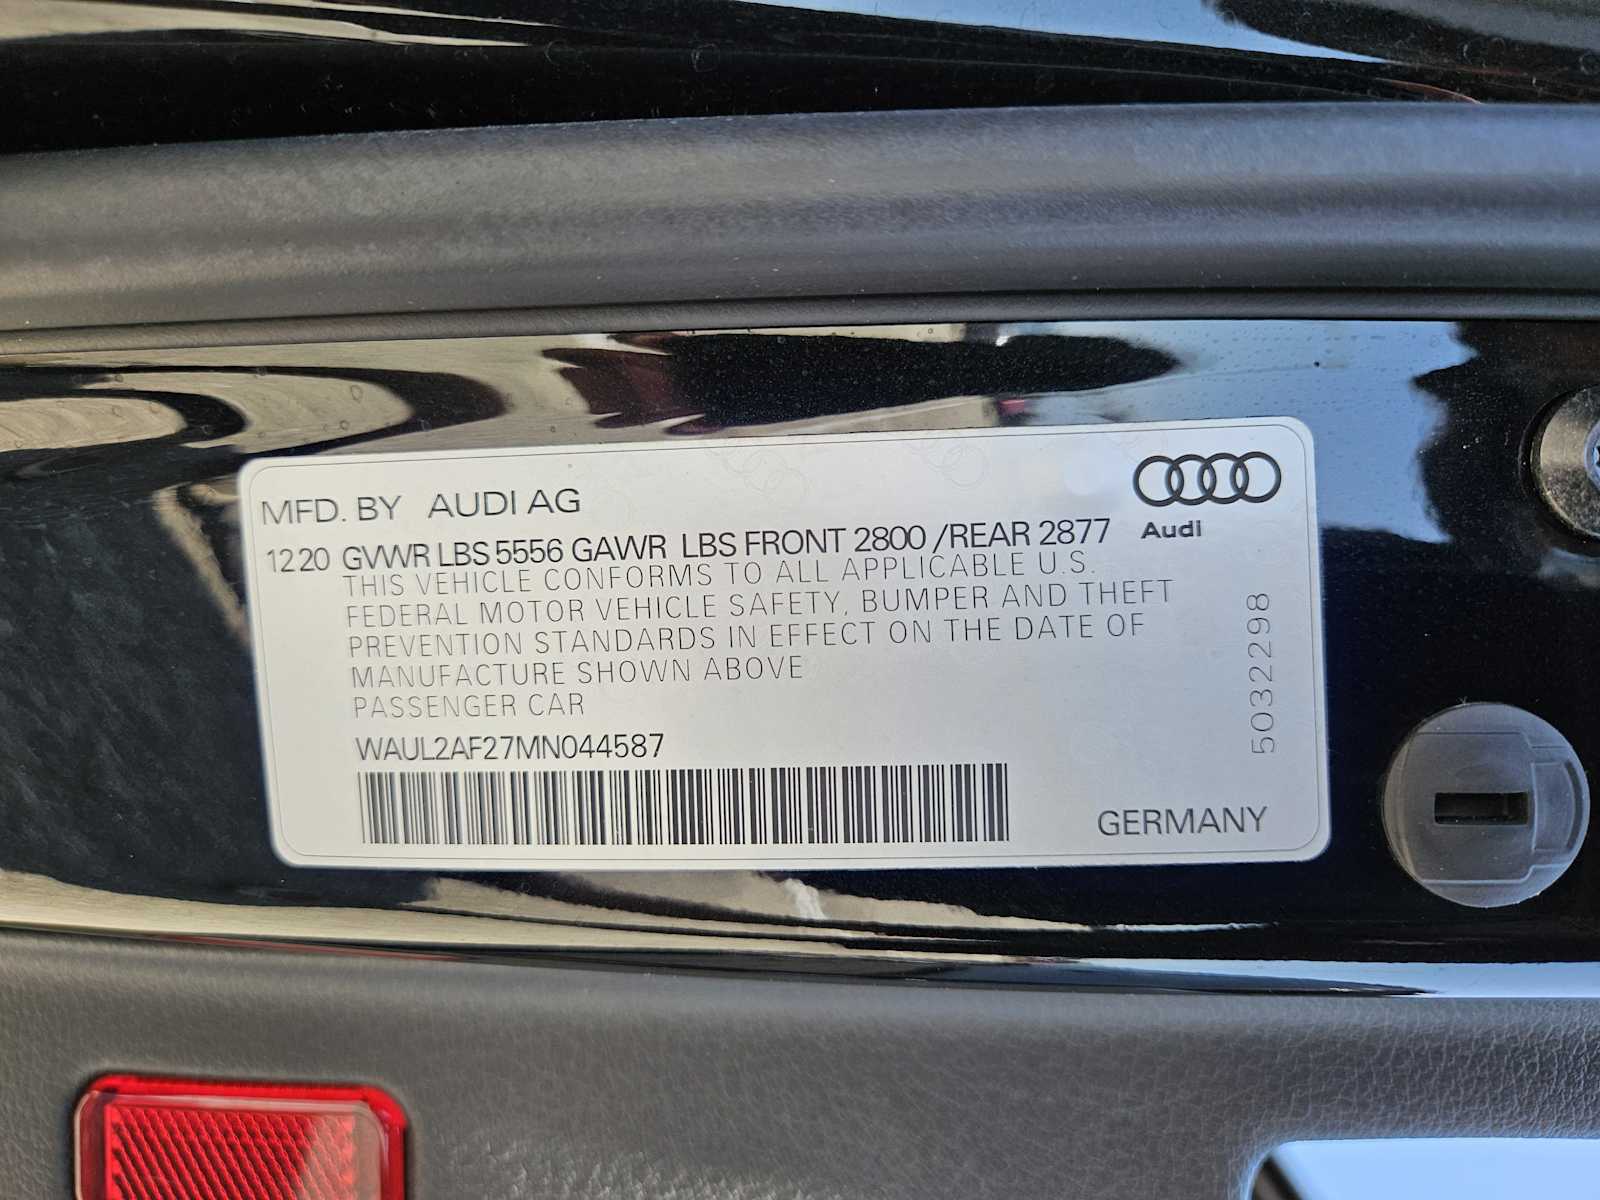 MFD. BY AUDI AG
Audi
12 20 GVWR LBS 5556 GAWR LBS FRONT 2800 /REAR 2877
THIS VEHICLE CONFORMS TO ALL APPLICABLE U.S.
FEDERAL MOTOR VEHICLE SAFETY, BUMPER AND THEFT
PREVENTION STANDARDS IN EFFECT ON THE DATE OF
MANUFACTURE SHOWN ABOVE
PASSENGER CAR
WAUL2AF27MN044587
5032298
GERMANY